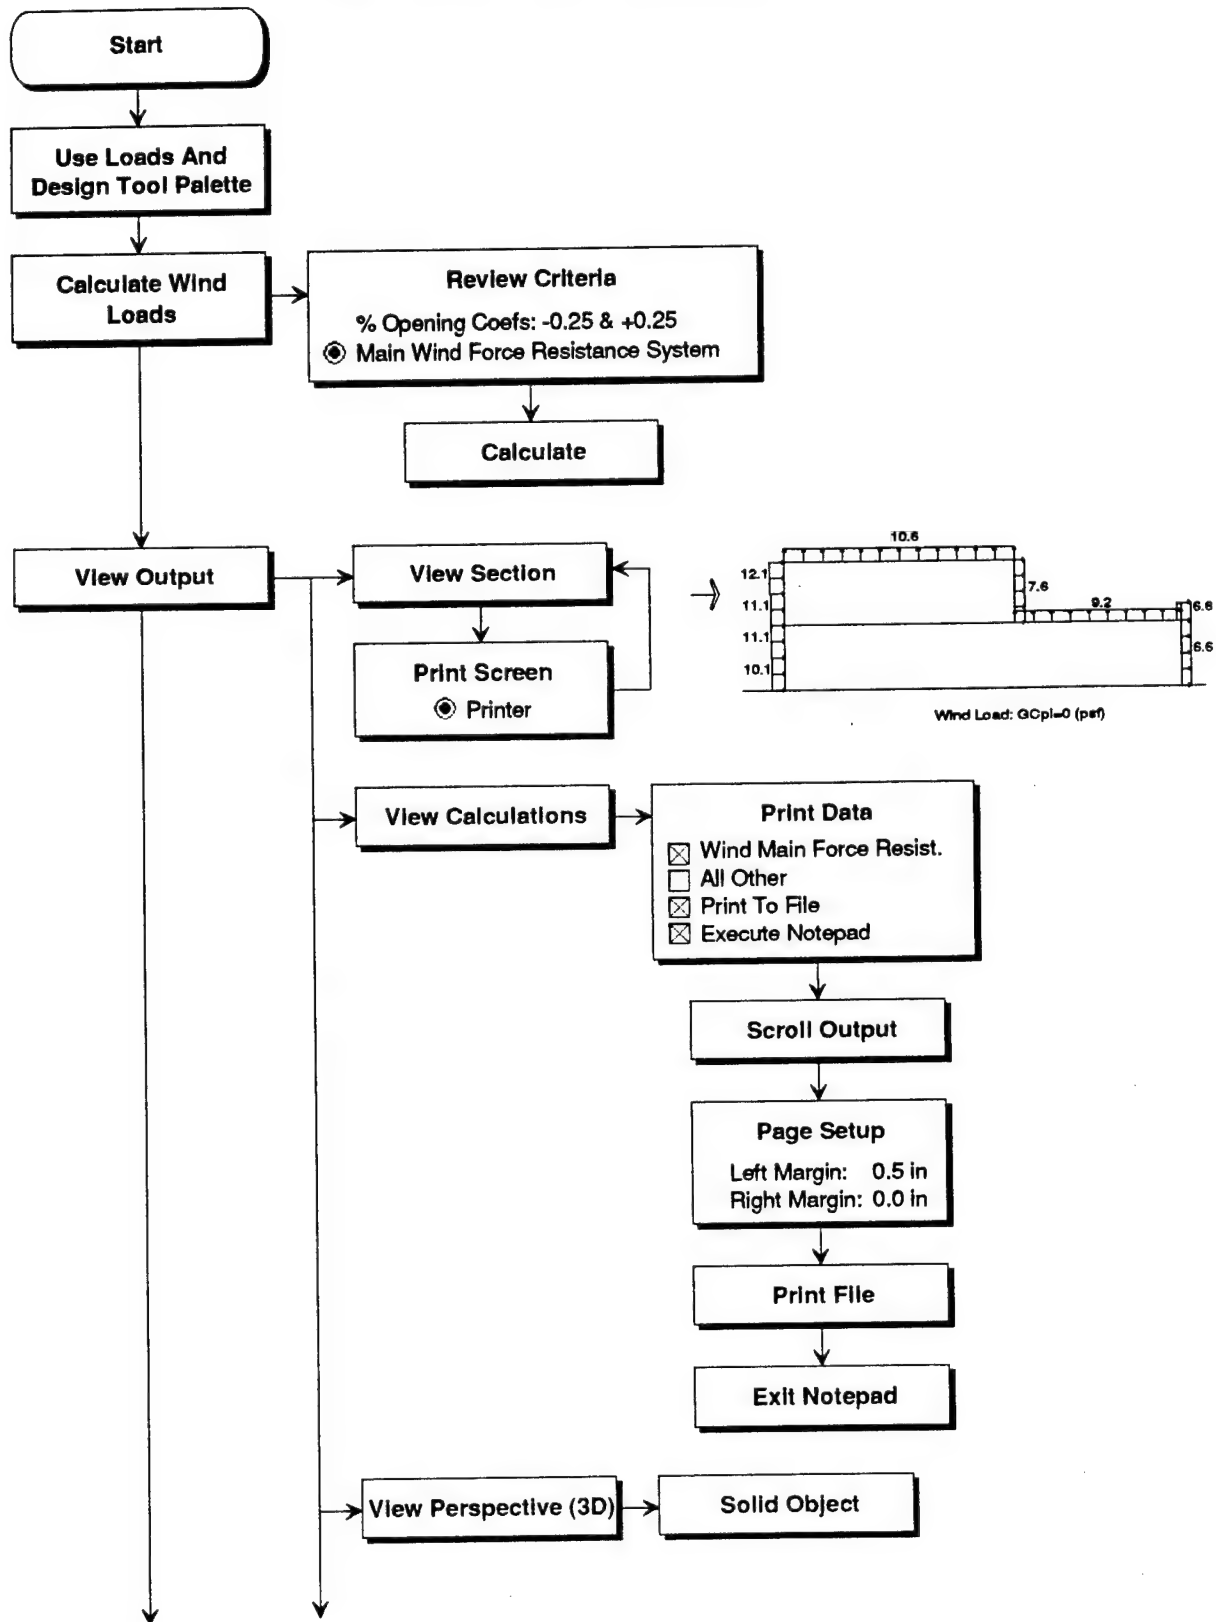 Start
Use Loads And
Design Tool Palette
Calculate Wind
Loads
Review Criteria
% Opening Coefs: -0.25 & +0.25
Main Wind Force Resistance System
Calculate
View Output
View Section
Print Screen
Printer
10.6
12.1
11.1
11.1
10.1
7.6
9.2
6.6
6.6
Wind Load: GCpi=0 (psf)
View Calculations
Print Data
Wind Main Force Resist.
All Other
Print To File
Execute Notepad
Scroll Output
Page Setup
Left Margin: 0.5 in
Right Margin: 0.0 in
Print File
Exit Notepad
View Perspective (3D)
Solid Object